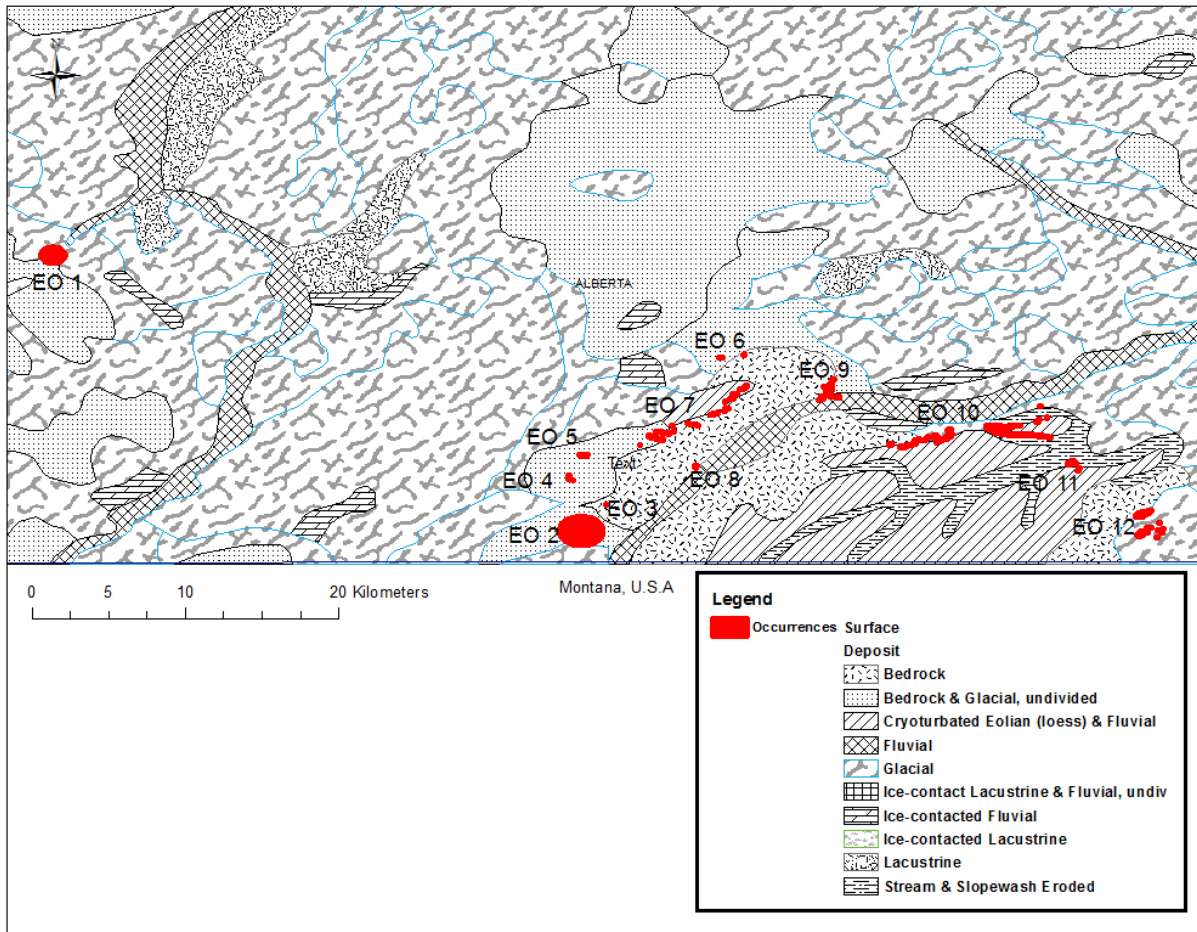 N
EO 1
ALBERTA
EO 6
EO 9
EO 7
EO 10
EO 5
Text
EO 4
EO 8
EO 11
EO 3
EO 2
EO 12
0 5 10 20 Kilometers
Montana, U.S.A
Legend
Occurrences Surface
Deposit
Bedrock
Bedrock & Glacial, undivided
Cryoturbated Eolian (loess) & Fluvial
Fluvial
Glacial
Ice-contact Lacustrine & Fluvial, undiv
Ice-contacted Fluvial
Ice-contacted Lacustrine
Lacustrine
Stream & Slopewash Eroded